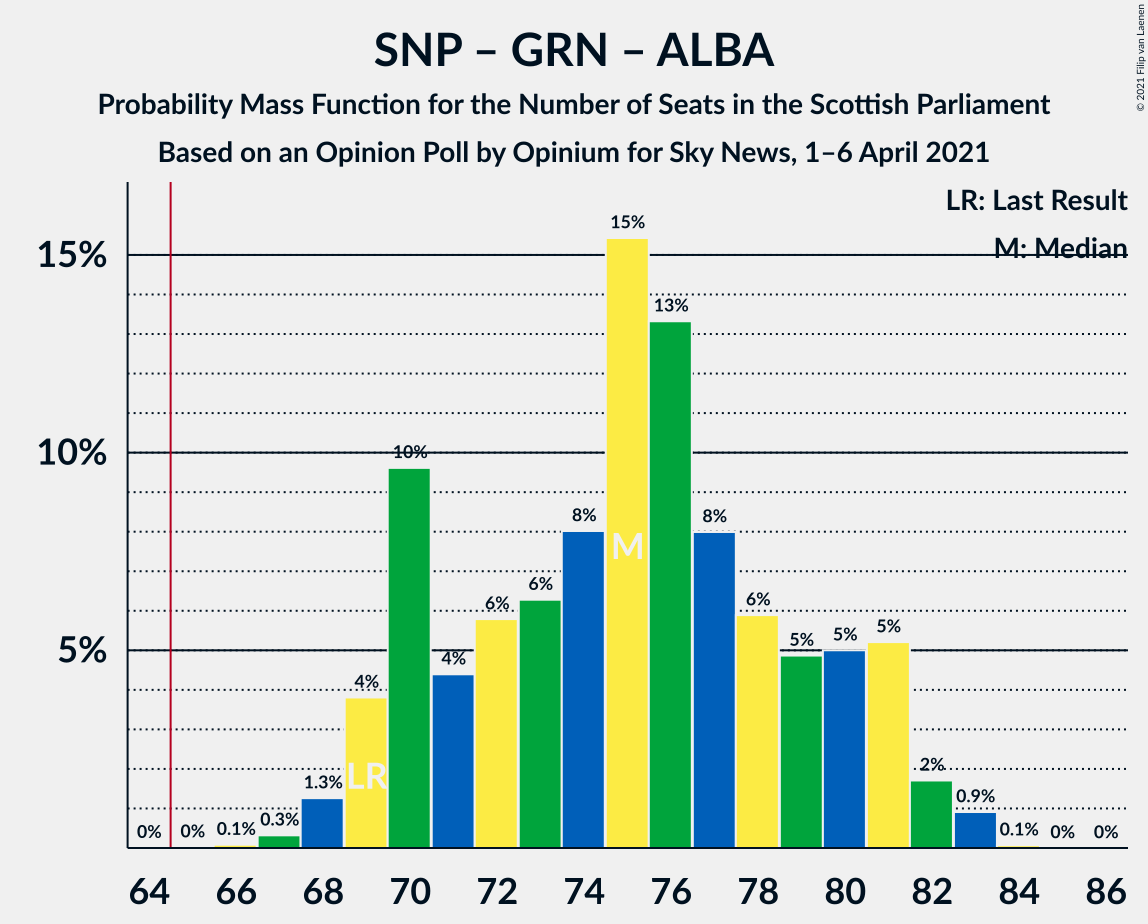 SNP – GRN – ALBA
Probability Mass Function for the Number of Seats in the Scottish Parliament
Based on an Opinion Poll by Opinium for Sky News, 1–6 April 2021
© 2021 Filip van Laenen
LR: Last Result
M: Median
15%
10%
5%
0%
0%
0.1%
0.3%
1.3%
4%
10%
4%
6%
6%
8%
15%
13%
8%
6%
5%
5%
5%
2%
0.9%
0.1%
0%
0%
LR
M
64 66 68 70 72 74 76 78 80 82 84 86